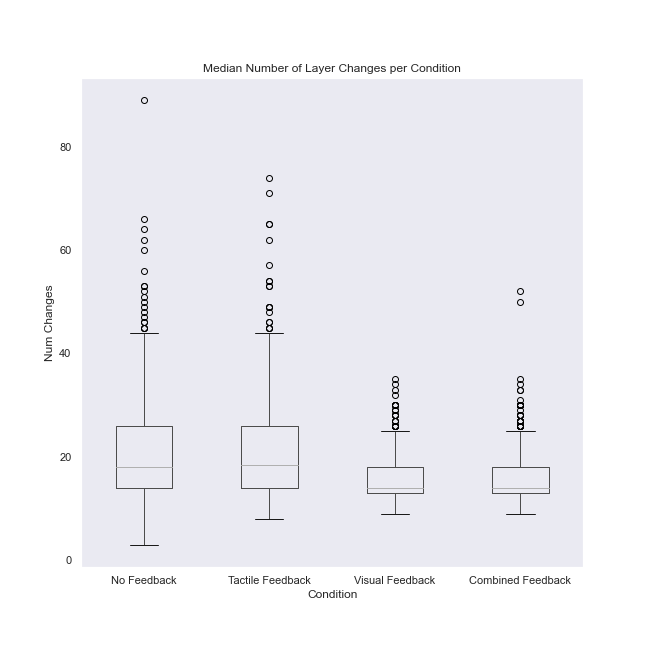 Median Number of Layer Changes per Condition
80
60
40
20
0
Num Changes
No Feedback
Tactile Feedback
Visual Feedback
Combined Feedback
Condition